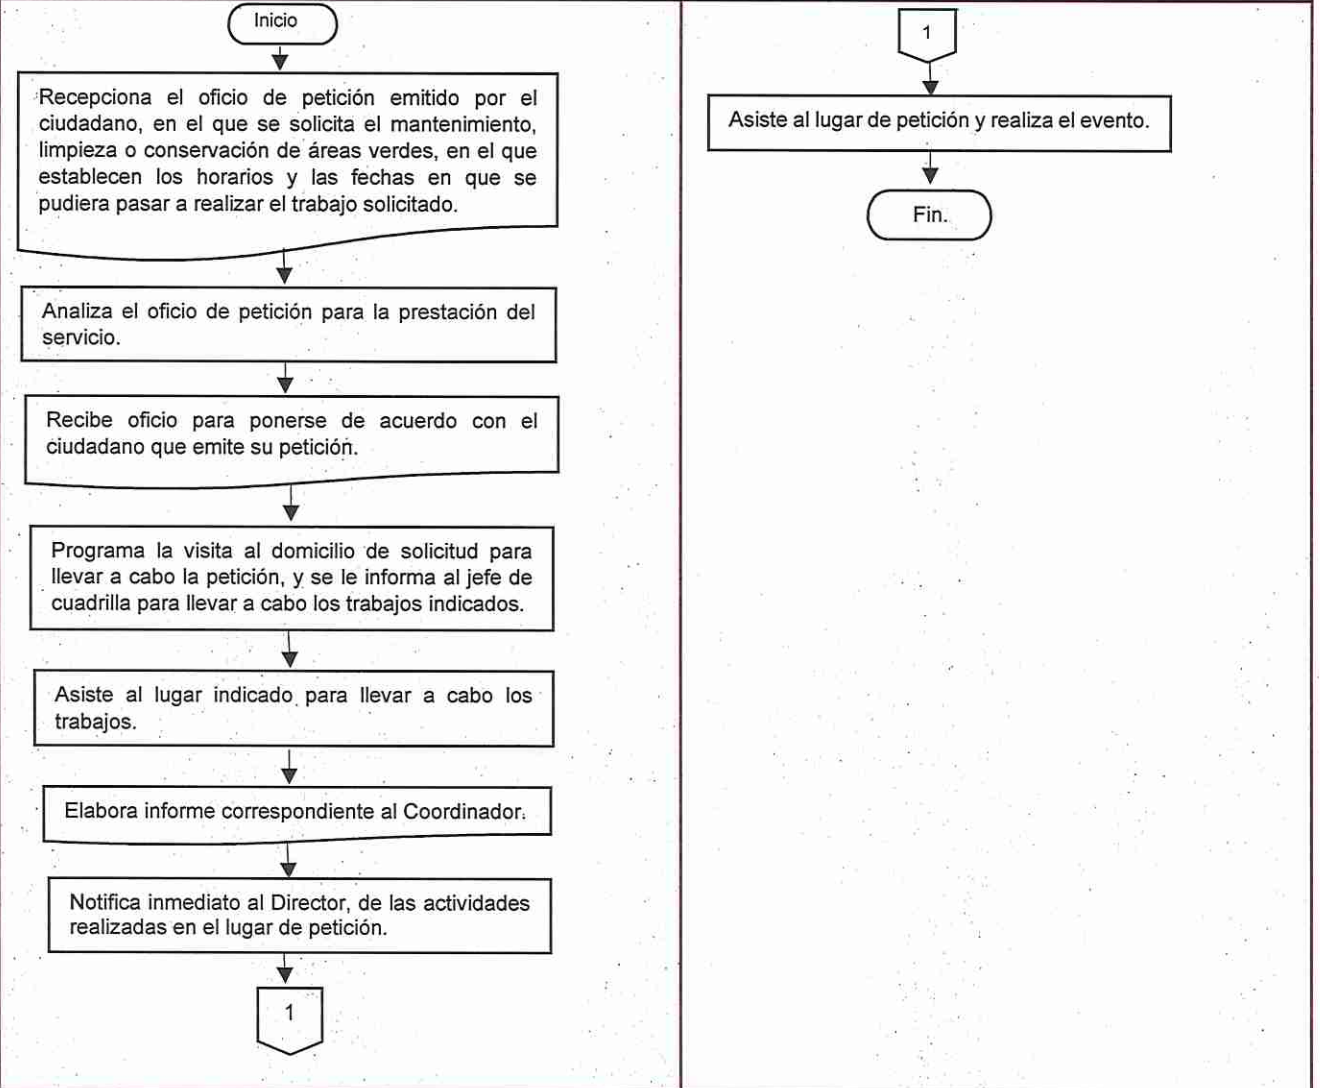 Inicio
Recepciona el oficio de petición emitido por el
ciudadano, en el que se solicita el mantenimiento,
limpieza o conservación de áreas verdes, en el que
establecen los horarios y las fechas en que se
pudiera pasar a realizar el trabajo solicitado.
Analiza el oficio de petición para la prestación del
servicio.
Recibe oficio para ponerse de acuerdo con el
ciudadano que emite su petición.
Programa la visita al domicilio de solicitud para
llevar a cabo la petición, y se le informa al jefe de
cuadrilla para llevar a cabo los trabajos indicados.
Asiste al lugar indicado para llevar a cabo los
trabajos.
Elabora informe correspondiente al Coordinador.
Notifica inmediato al Director, de las actividades
realizadas en el lugar de petición.
1
1
Asiste al lugar de petición y realiza el evento.
Fin.